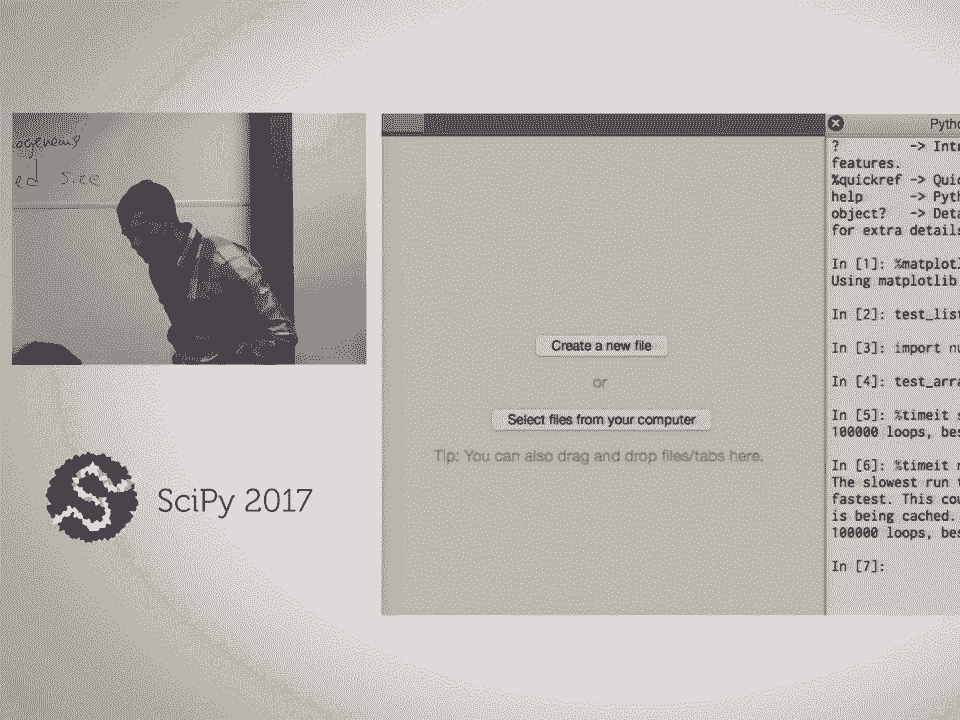 ogenous
ed size
SciPy 2017
Create a new file
or
Select files from your computer
Tip: You can also drag and drop files/tabs here.
Pytho
? -> Intr
features.
%quickref -> Quic
help -> Pyth
object? -> Deta
for extra details
In [1]: %matplotl
Using matplotlib
In [2]: test_list
In [3]: import nu
In [4]: test_arra
In [5]: %timeit s
100000 loops, bes
In [6]: %timeit n
The slowest run t
fastest. This cou
is being cached.
100000 loops, bes
In [7]: